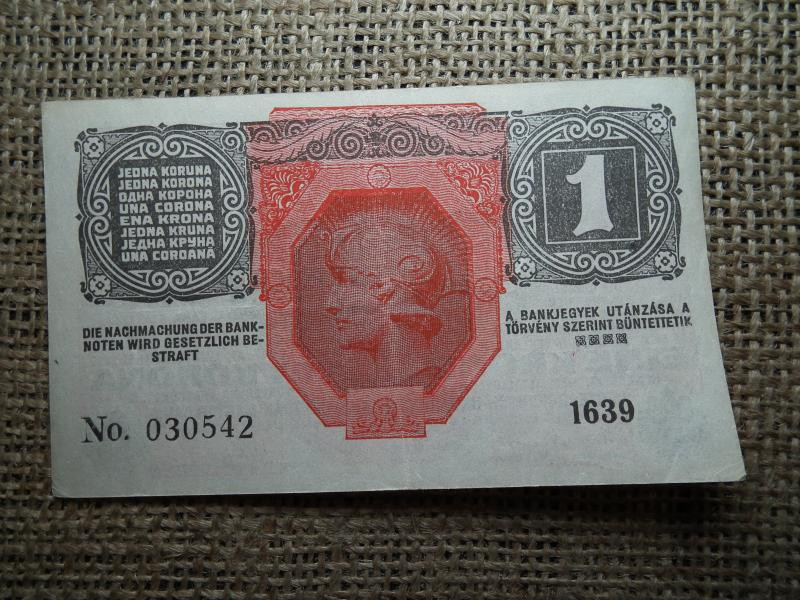 JEDNA KORUNA
JEDNA KORONA
ОДНА КОРОНА
UNA CORONA
ENA KRONA
JEDNA KRUNA
ЈЕДНА КРУНА
UNA COROANĂ
1
DIE NACHMACHUNG DER BANK-
NOTEN WIRD GESETZLICH BE-
STRAFT
A BANKJEGYEK UTÁNZÁSA A
TÖRVÉNY SZERINT BÜNTETTETIK
No. 030542
1639